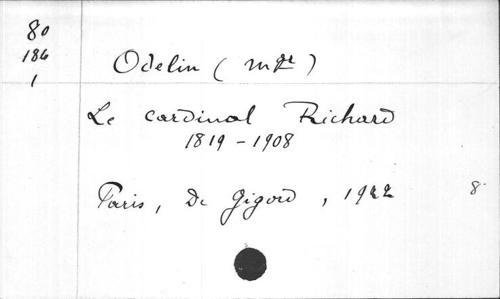 80
186
1
Odelin (Mgr)
Le cardinal Richard
1819 - 1908
Paris, De Gigord, 1922
8°